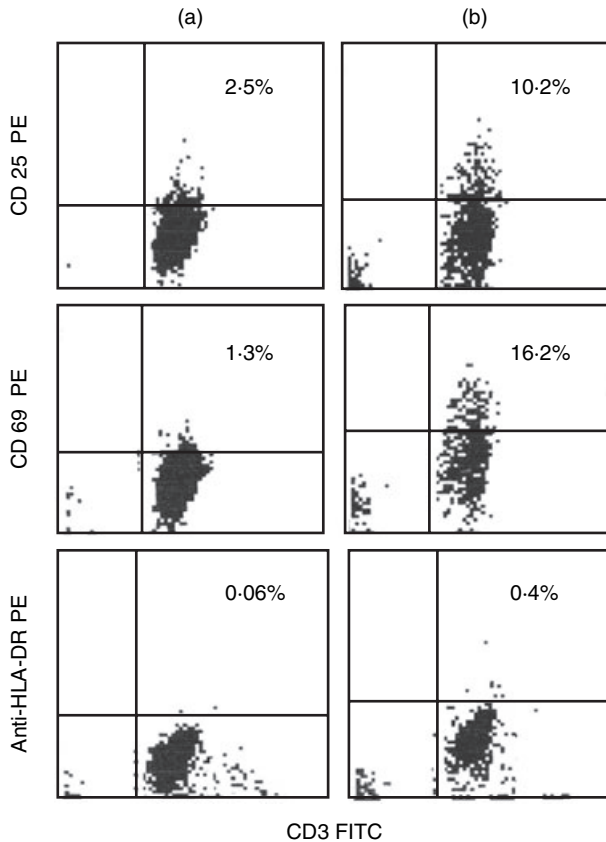 (a) (b)
CD 25 PE
2·5%
10·2%
CD 69 PE
1·3%
16·2%
Anti-HLA-DR PE
0·06%
0·4%
CD3 FITC